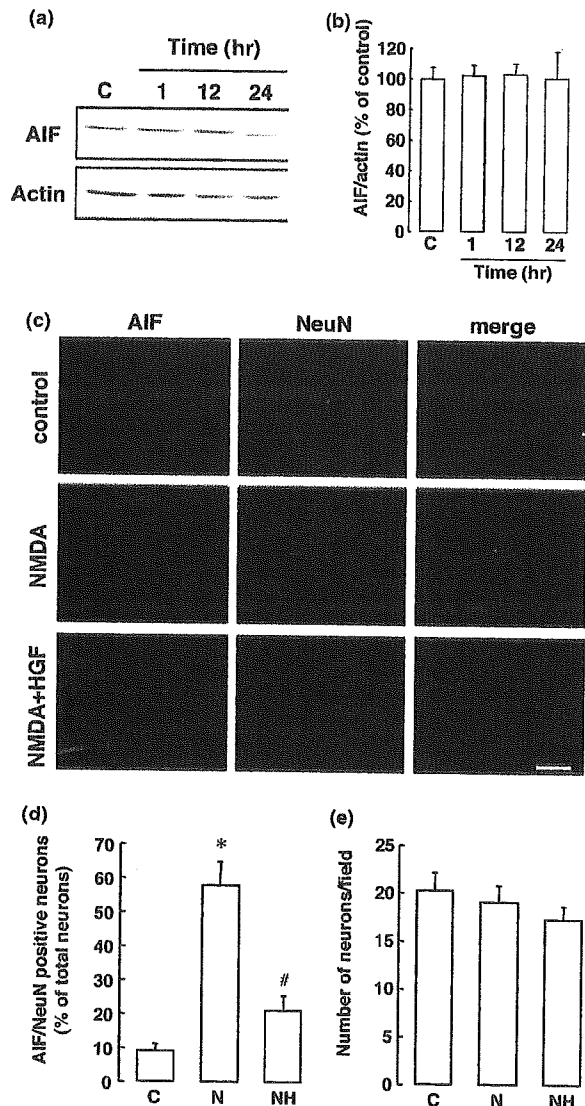 (a)
Time (hr)
C 1 12 24
AIF
Actin
(b)
AIF/actin (% of control)
120
100
80
60
40
20
0
C 1 12 24
Time (hr)
(c)
AIF NeuN merge
control
NMDA
NMDA+HGF
(d)
AIF/NeuN positive neurons
(% of total neurons)
70
60
50
40
30
20
10
0
*
#
C N NH
(e)
Number of neurons/field
25
20
15
10
5
0
C N NH